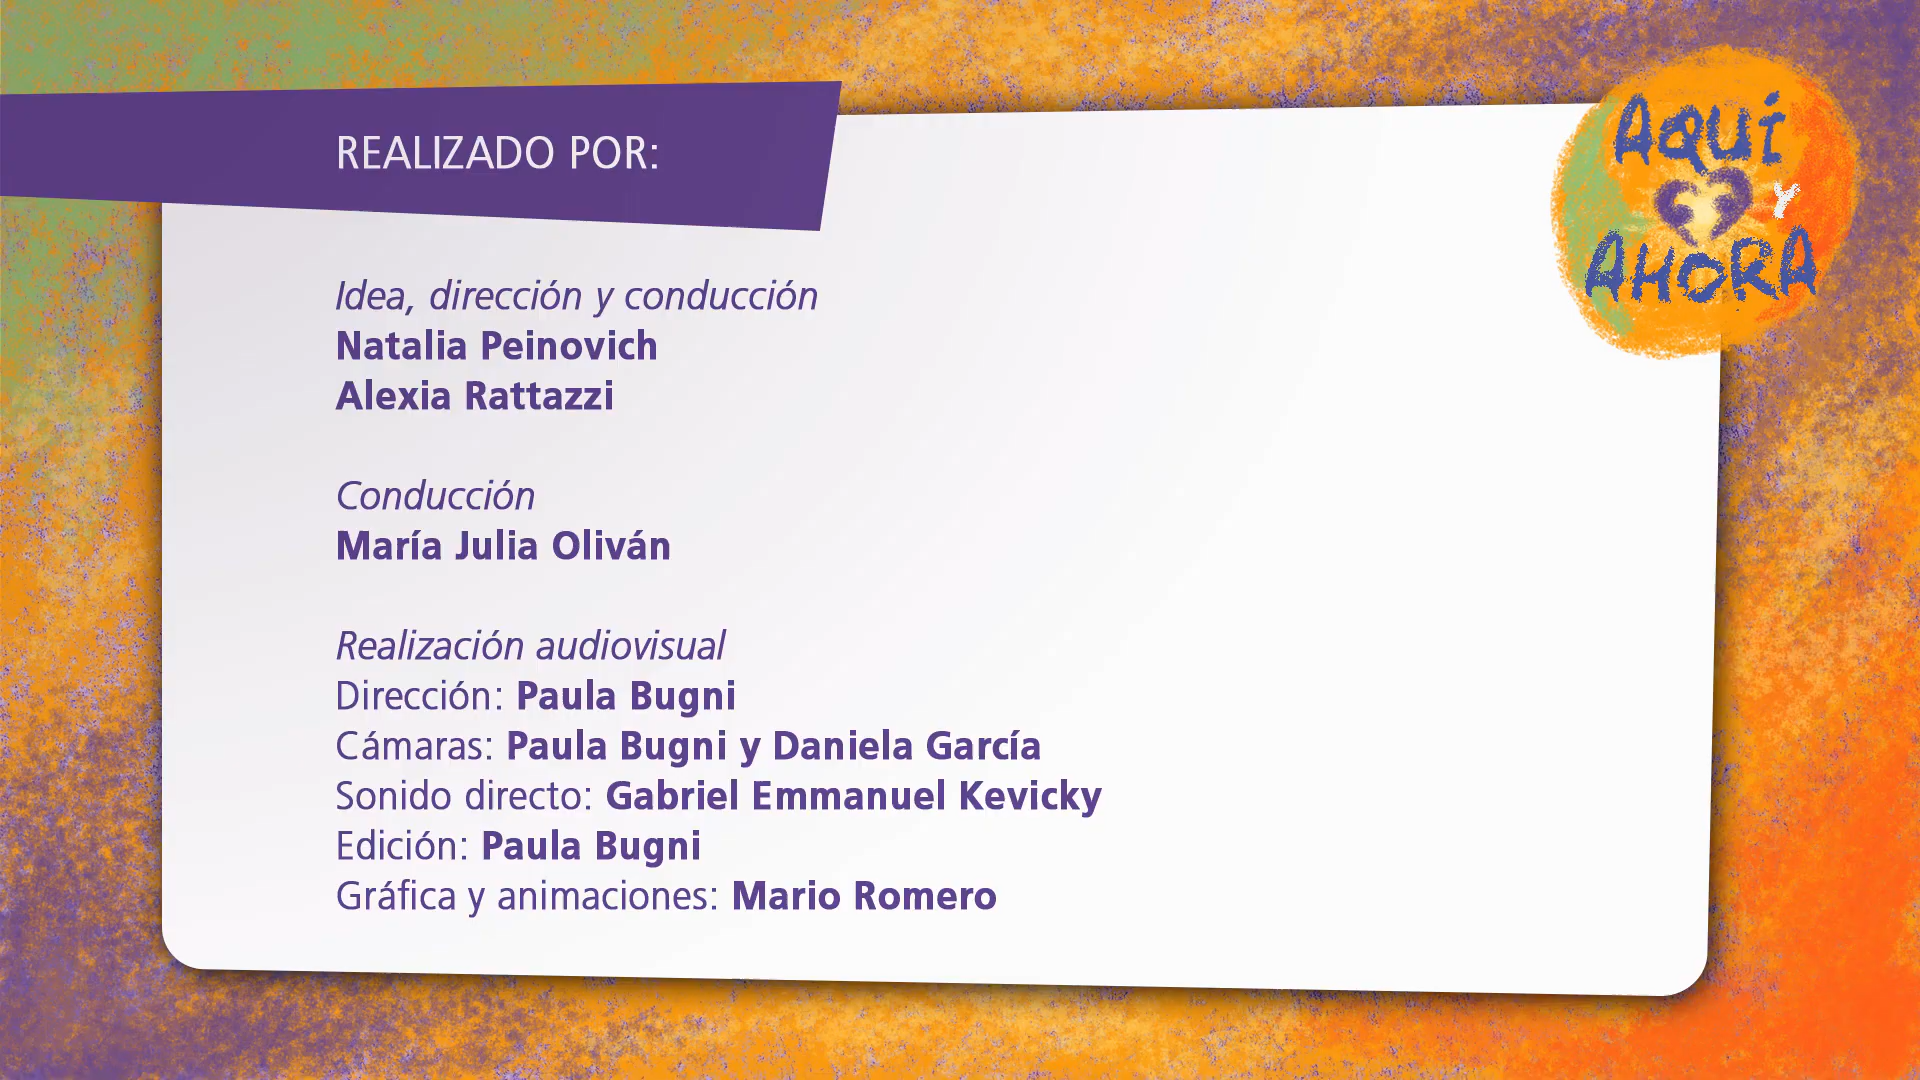 REALIZADO POR:
Aquí
y
AHORA
Idea, dirección y conducción
Natalia Peinovich
Alexia Rattazzi
Conducción
María Julia Oliván
Realización audiovisual
Dirección: Paula Bugni
Cámaras: Paula Bugni y Daniela García
Sonido directo: Gabriel Emmanuel Kevicky
Edición: Paula Bugni
Gráfica y animaciones: Mario Romero